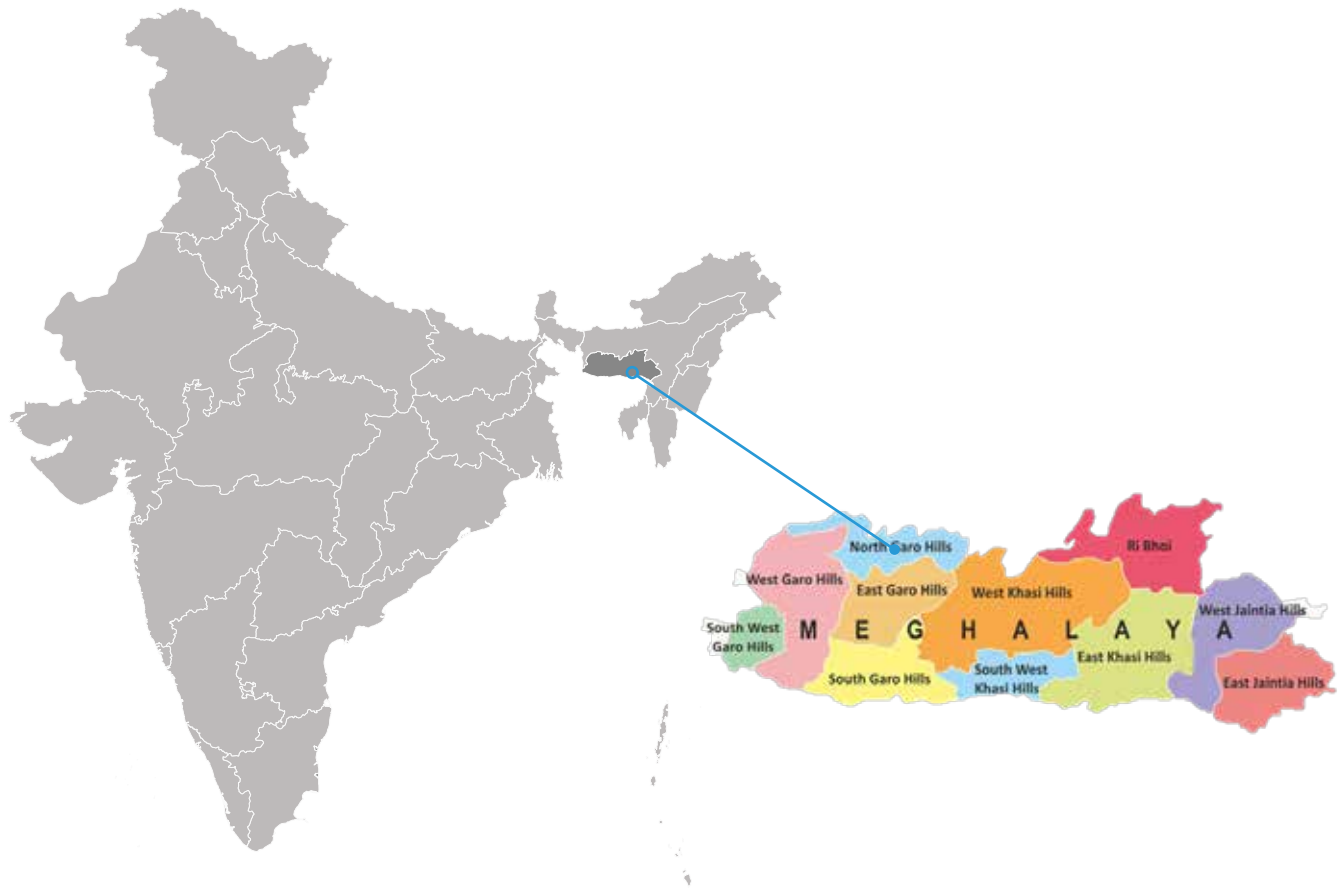 North Garo Hills
Ri Bhoi
West Garo Hills
East Garo Hills
West Khasi Hills
West Jaintia Hills
South West
Garo Hills
MEGHALAYA
East Khasi Hills
South Garo Hills
South West
Khasi Hills
East Jaintia Hills